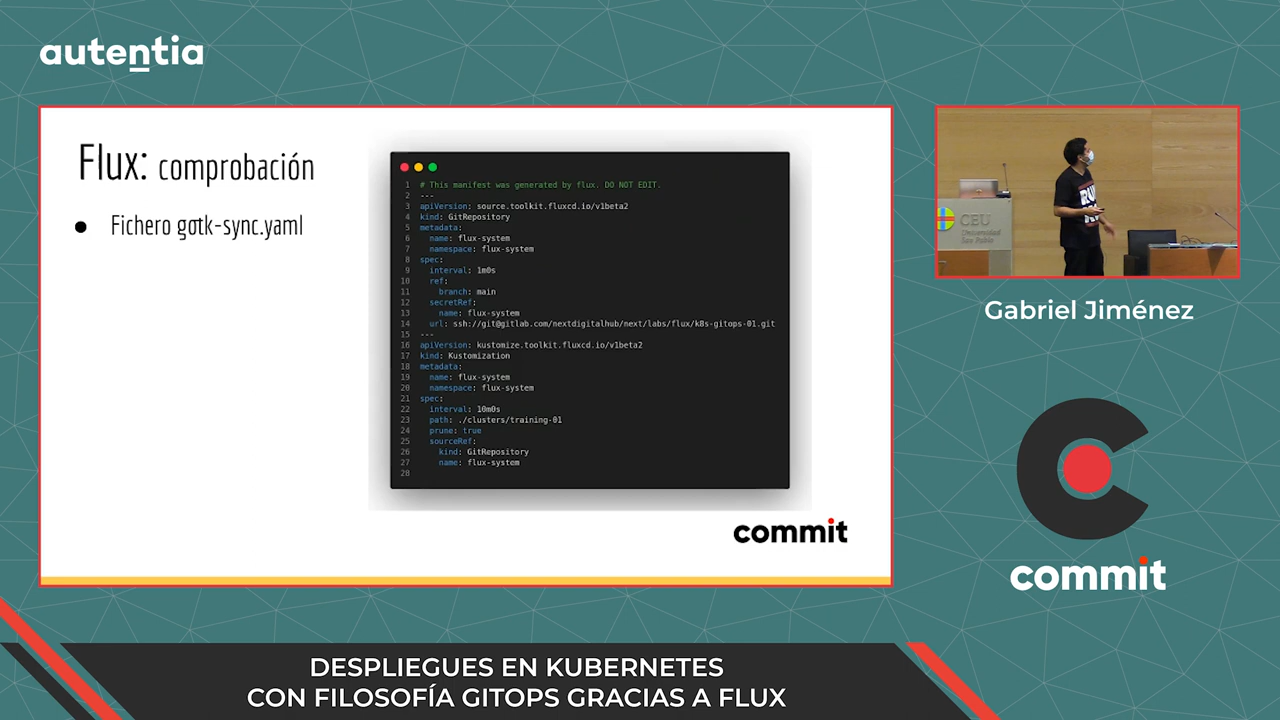 autentia
Flux: comprobación
● Fichero gotk-sync.yaml
1 # This manifest was generated by flux. DO NOT EDIT.
2 ---
3 apiVersion: source.toolkit.fluxcd.io/v1beta2
4 kind: GitRepository
5 metadata:
6   name: flux-system
7   namespace: flux-system
8 spec:
9   interval: 1m0s
10   ref:
11     branch: main
12   secretRef:
13     name: flux-system
14   url: ssh://git@gitlab.com/nextdigitalhub/next/labs/flux/k8s-gitops-01.git
15 ---
16 apiVersion: kustomize.toolkit.fluxcd.io/v1beta2
17 kind: Kustomization
18 metadata:
19   name: flux-system
20   namespace: flux-system
21 spec:
22   interval: 10m0s
23   path: ./clusters/training-01
24   prune: true
25   sourceRef:
26     kind: GitRepository
27     name: flux-system
28
commit
CEU
Universidad
San Pablo
Gabriel Jiménez
commit
DESPLIEGUES EN KUBERNETES
CON FILOSOFÍA GITOPS GRACIAS A FLUX